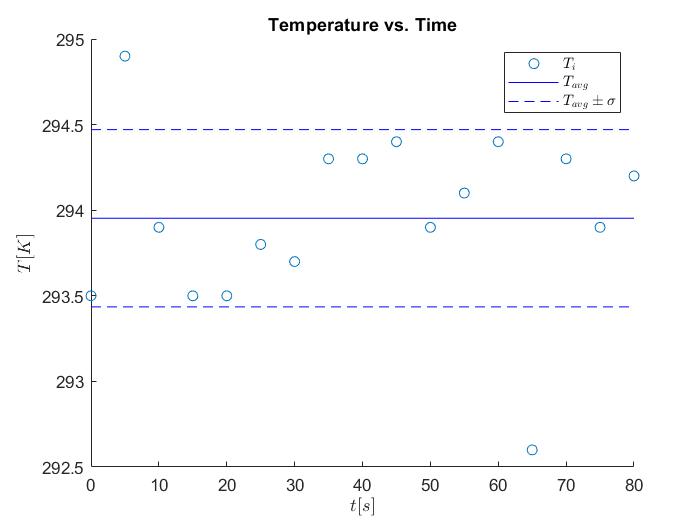 Temperature vs. Time
295
294.5
294
293.5
293
292.5
T[K]
T_i
T_avg
T_avg ± σ
0 10 20 30 40 50 60 70 80
t[s]